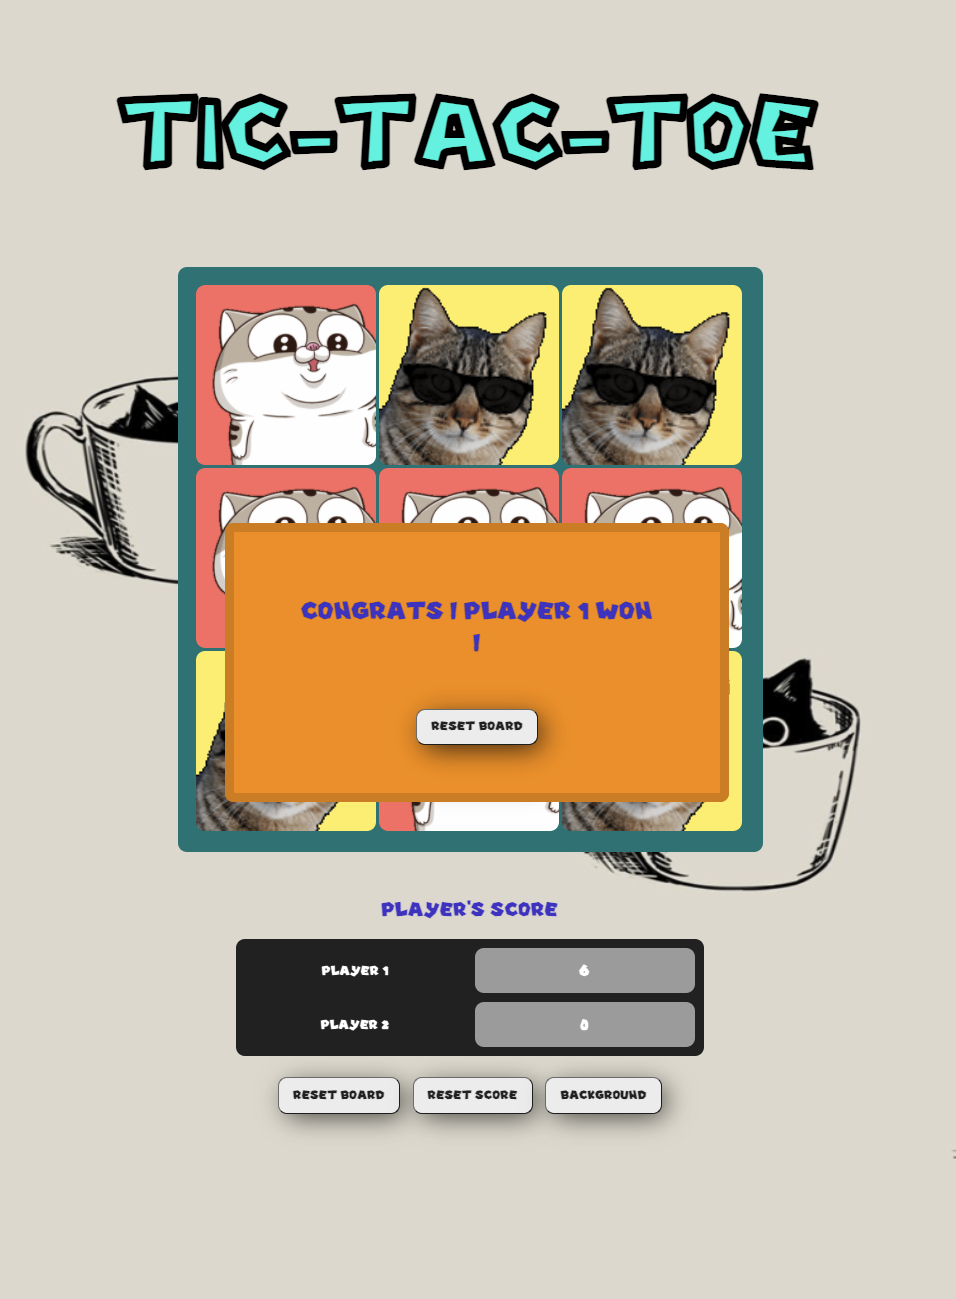 TIC-TAC-TOE
CONGRATS ! PLAYER 1 WON
!
RESET BOARD
PLAYER'S SCORE
PLAYER 1
6
PLAYER 2
0
RESET BOARD
RESET SCORE
BACKGROUND